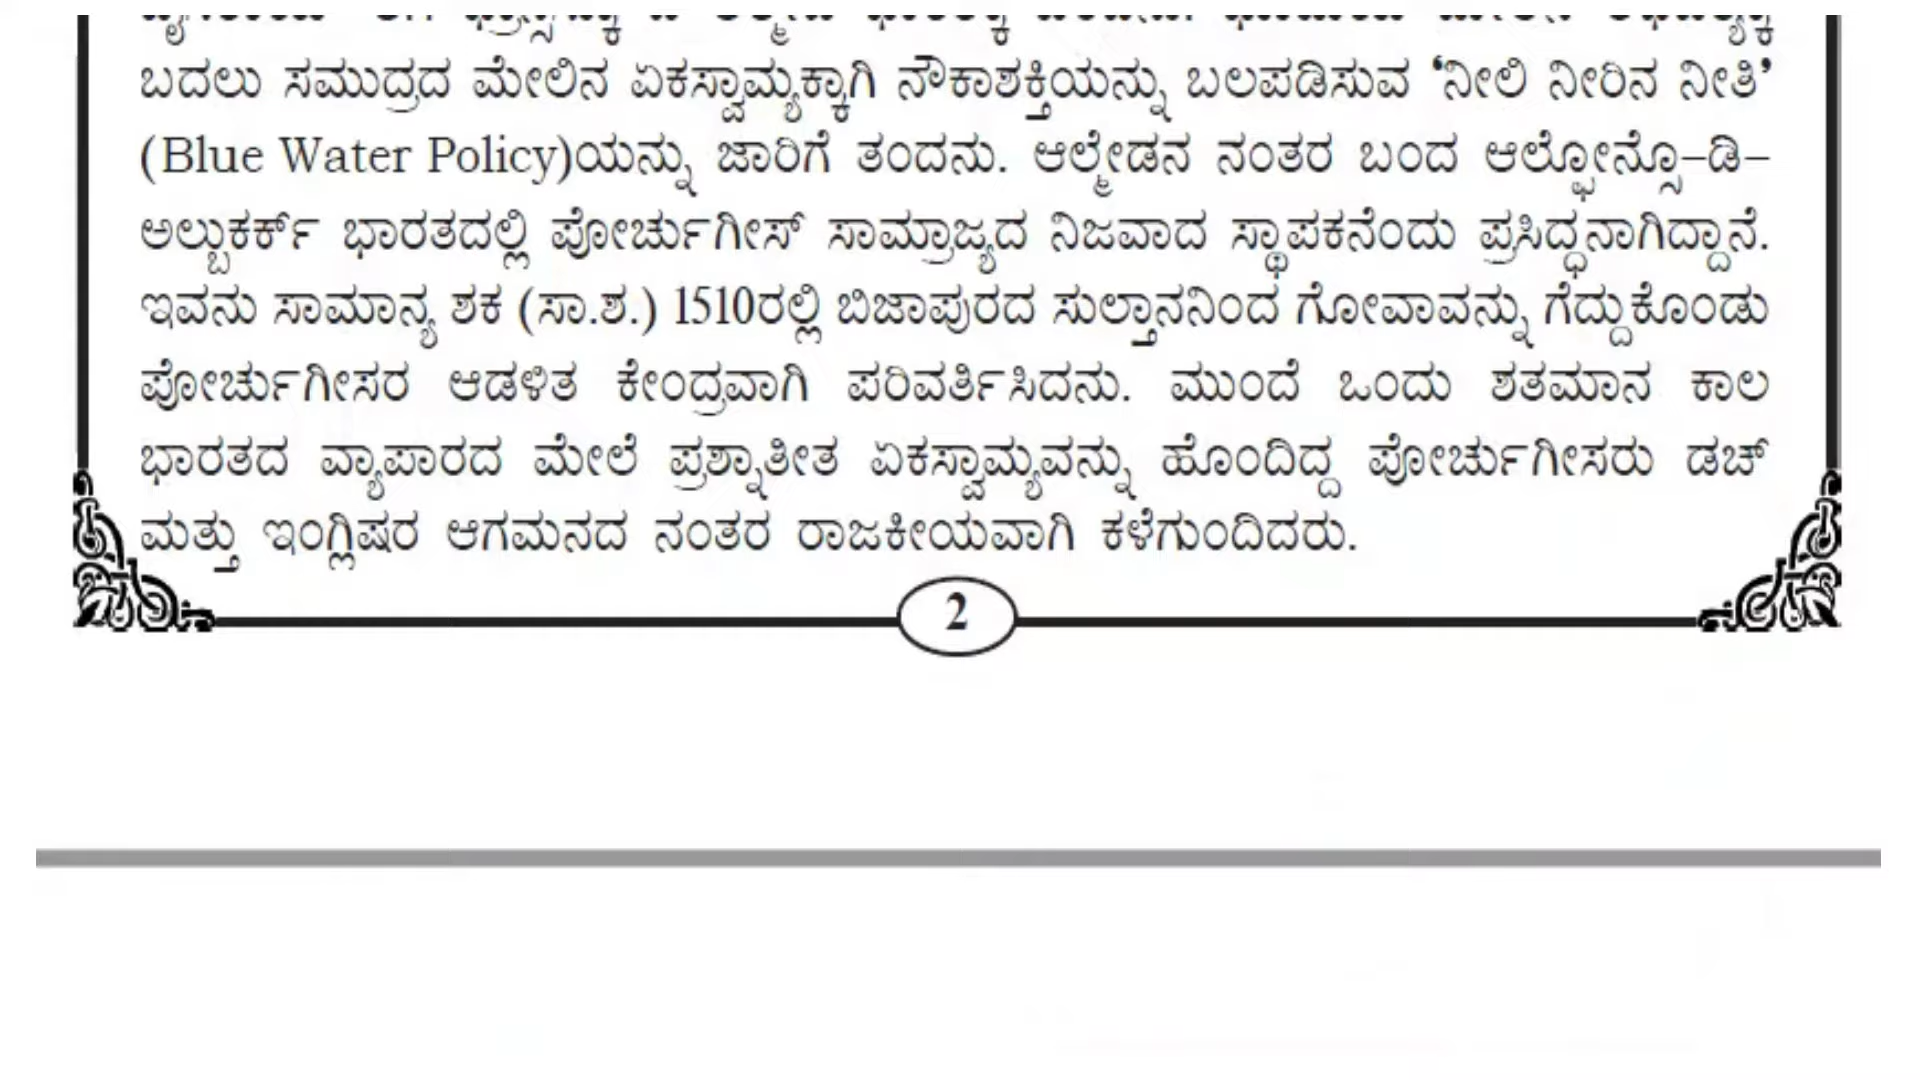 ಬದಲು ಸಮುದ್ರದ ಮೇಲಿನ ಏಕಸ್ವಾಮ್ಯಕ್ಕಾಗಿ ನೌಕಾಶಕ್ತಿಯನ್ನು ಬಲಪಡಿಸುವ ‘ನೀಲಿ ನೀರಿನ ನೀತಿ’
(Blue Water Policy)ಯನ್ನು ಜಾರಿಗೆ ತಂದನು. ಆಲ್ಮೇಡನ ನಂತರ ಬಂದ ಆಲ್ಫೋನ್ಸೊ–ಡಿ–
ಅಲ್ಬುಕರ್ಕ್ ಭಾರತದಲ್ಲಿ ಪೋರ್ಚುಗೀಸ್ ಸಾಮ್ರಾಜ್ಯದ ನಿಜವಾದ ಸ್ಥಾಪಕನೆಂದು ಪ್ರಸಿದ್ಧನಾಗಿದ್ದಾನೆ.
ಇವನು ಸಾಮಾನ್ಯ ಶಕ (ಸಾ.ಶ.) 1510ರಲ್ಲಿ ಬಿಜಾಪುರದ ಸುಲ್ತಾನನಿಂದ ಗೋವಾವನ್ನು ಗೆದ್ದುಕೊಂಡು
ಪೋರ್ಚುಗೀಸರ ಆಡಳಿತ ಕೇಂದ್ರವಾಗಿ ಪರಿವರ್ತಿಸಿದನು. ಮುಂದೆ ಒಂದು ಶತಮಾನ ಕಾಲ
ಭಾರತದ ವ್ಯಾಪಾರದ ಮೇಲೆ ಪ್ರಶ್ನಾತೀತ ಏಕಸ್ವಾಮ್ಯವನ್ನು ಹೊಂದಿದ್ದ ಪೋರ್ಚುಗೀಸರು ಡಚ್
ಮತ್ತು ಇಂಗ್ಲಿಷರ ಆಗಮನದ ನಂತರ ರಾಜಕೀಯವಾಗಿ ಕಳೆಗುಂದಿದರು.
2